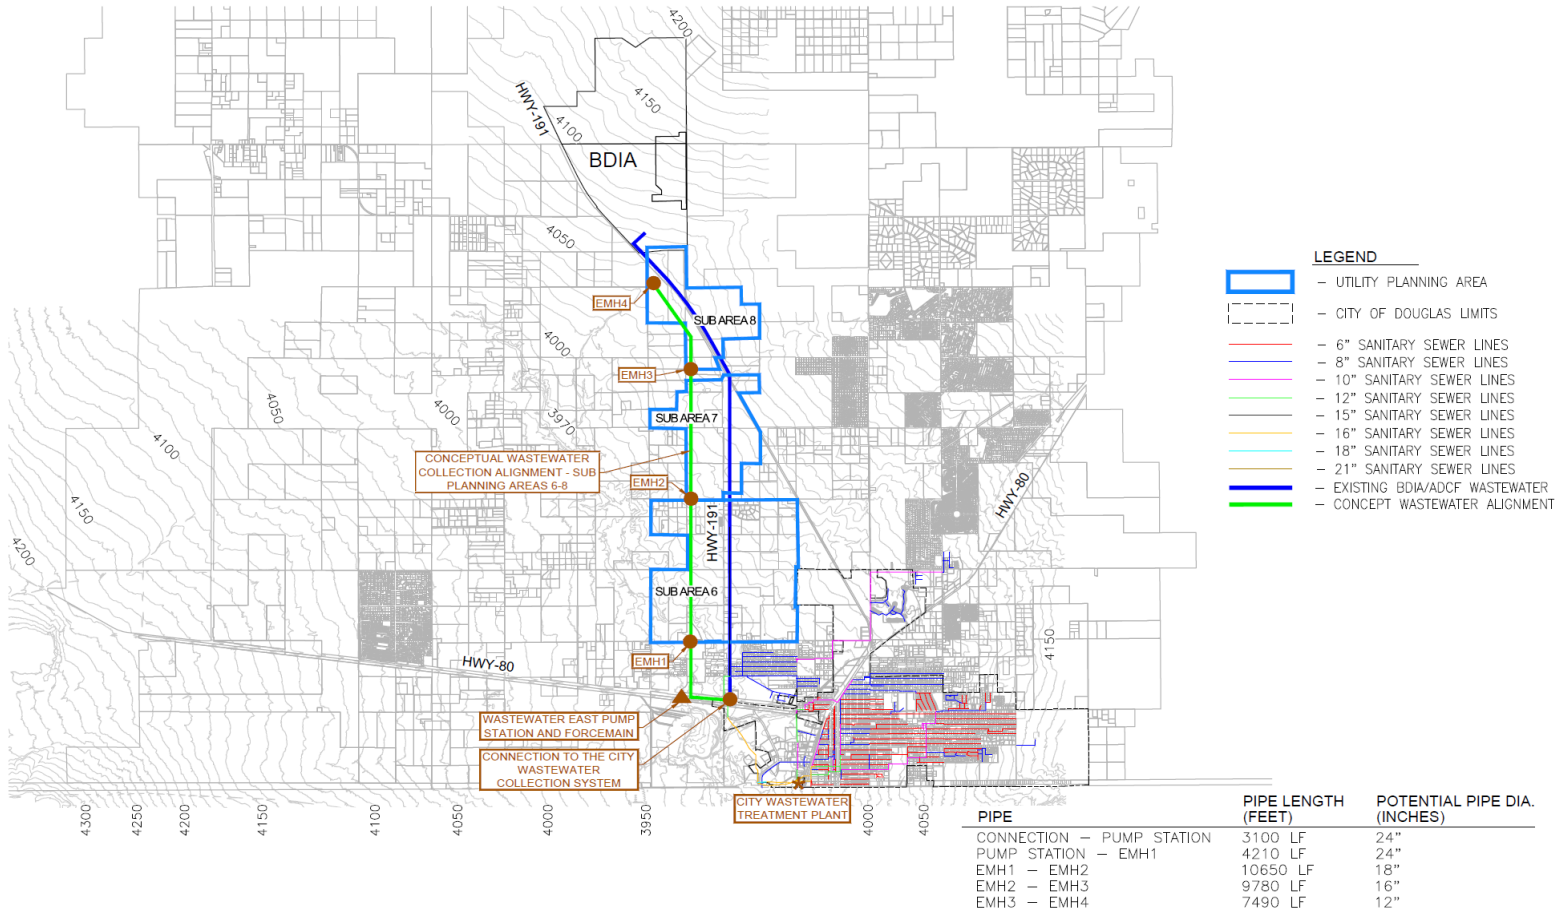 4200
HWY-191
4150
4100
BDIA
4050
EMH4
SUB AREA 8
4000
EMH3
4050
4000
3970
SUB AREA 7
4100
CONCEPTUAL WASTEWATER
COLLECTION ALIGNMENT - SUB
PLANNING AREAS 6-8
EMH2
4150
HWY-191
HWY-80
4200
SUB AREA 6
EMH1
HWY-80
4150
WASTEWATER EAST PUMP
STATION AND FORCEMAIN
CONNECTION TO THE CITY
WASTEWATER
COLLECTION SYSTEM
CITY WASTEWATER
TREATMENT PLANT
4300
4250
4200
4150
4100
4050
4000
3950
4000
4050
LEGEND
- UTILITY PLANNING AREA
- CITY OF DOUGLAS LIMITS
- 6" SANITARY SEWER LINES
- 8" SANITARY SEWER LINES
- 10" SANITARY SEWER LINES
- 12" SANITARY SEWER LINES
- 15" SANITARY SEWER LINES
- 16" SANITARY SEWER LINES
- 18" SANITARY SEWER LINES
- 21" SANITARY SEWER LINES
- EXISTING BDIA/ADCF WASTEWATER
- CONCEPT WASTEWATER ALIGNMENT
PIPE PIPE LENGTH (FEET) POTENTIAL PIPE DIA. (INCHES)
CONNECTION - PUMP STATION 3100 LF 24"
PUMP STATION - EMH1 4210 LF 24"
EMH1 - EMH2 10650 LF 18"
EMH2 - EMH3 9780 LF 16"
EMH3 - EMH4 7490 LF 12"